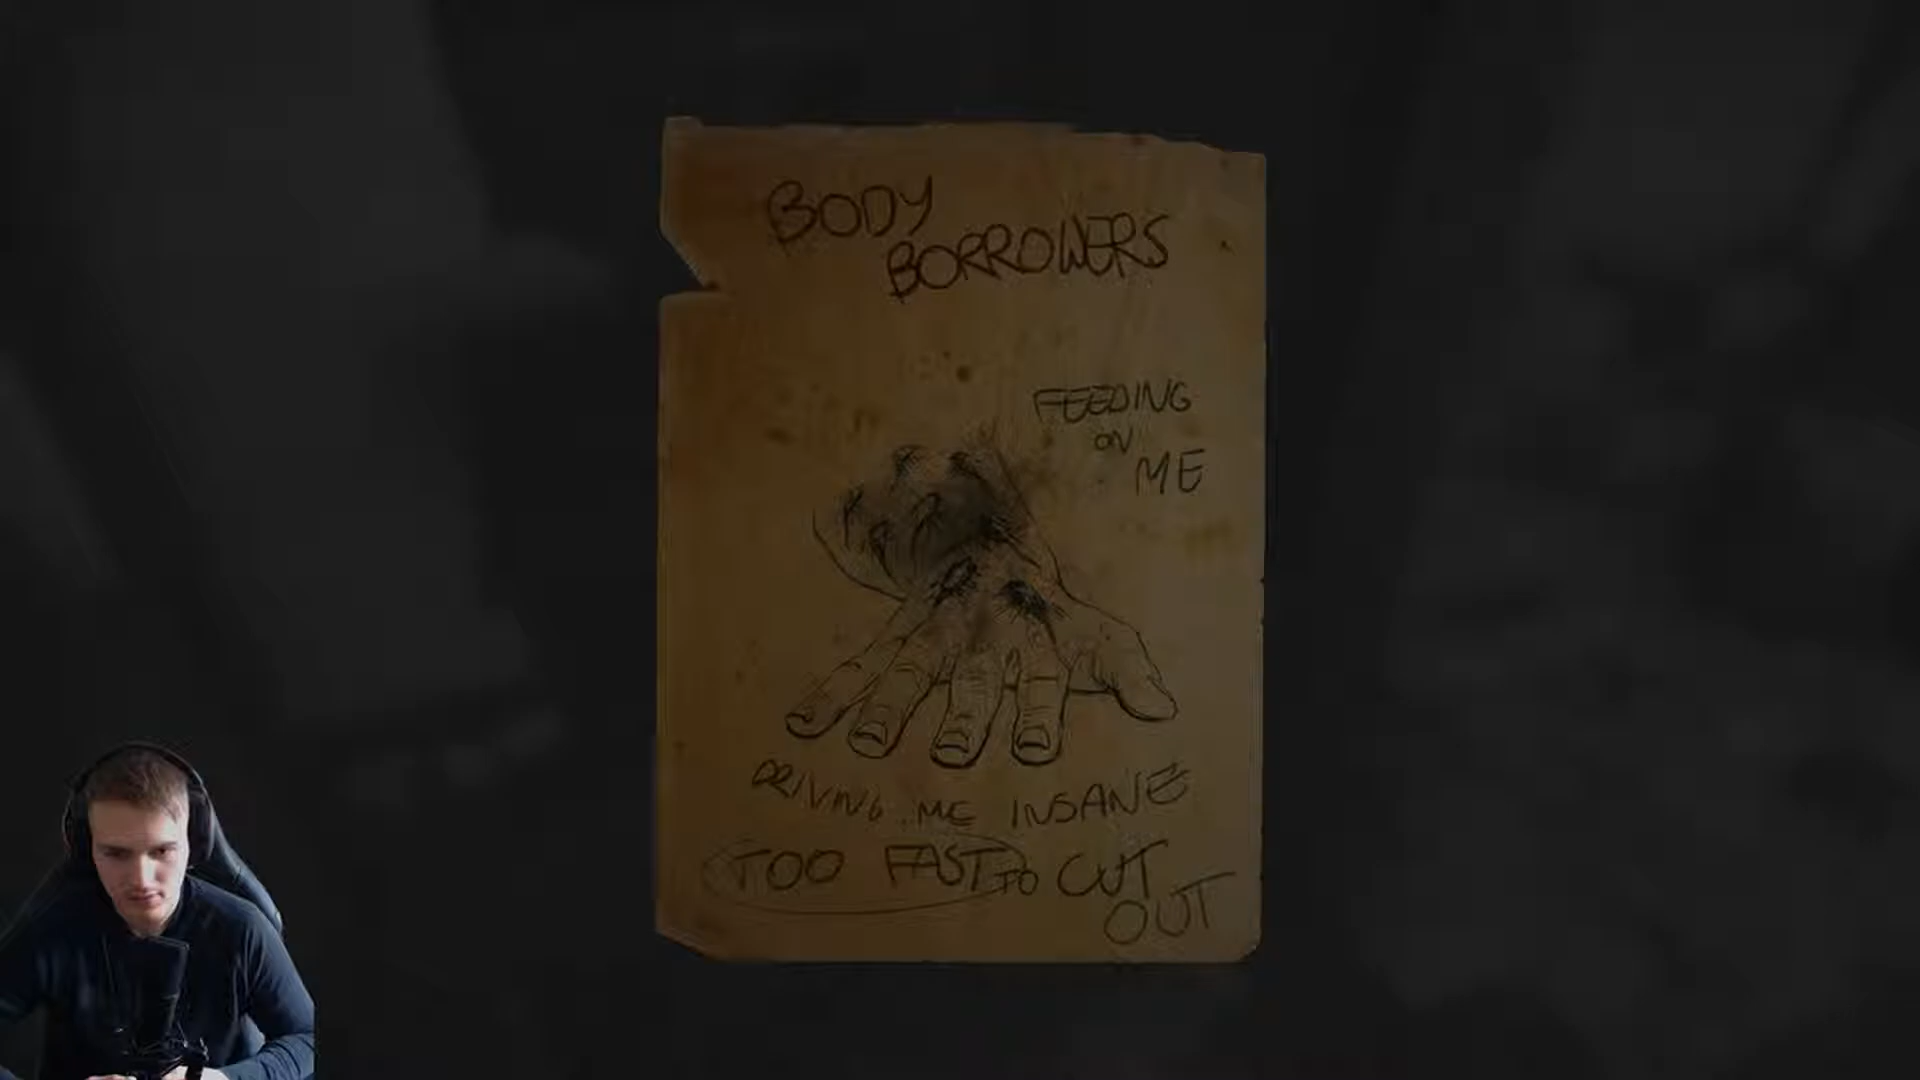 BODY
BORROWERS
FEEDING
ON
ME
DRIVING ME INSANE
TOO FAST TO CUT
OUT